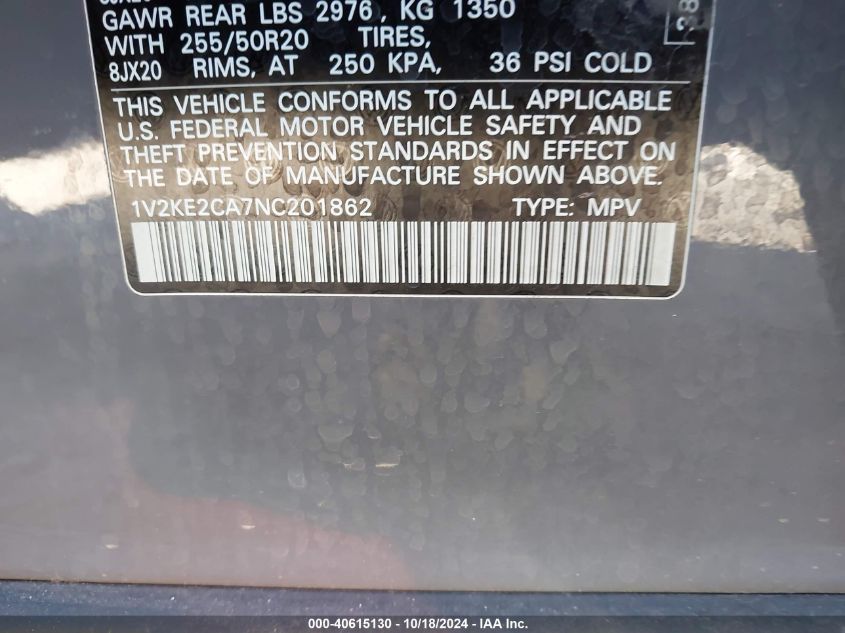 GAWR REAR LBS 2976, KG 1350
WITH 255/50R20 TIRES,
8JX20 RIMS, AT 250 KPA, 36 PSI COLD
THIS VEHICLE CONFORMS TO ALL APPLICABLE
U.S. FEDERAL MOTOR VEHICLE SAFETY AND
THEFT PREVENTION STANDARDS IN EFFECT ON
THE DATE OF MANUFACTURE SHOWN ABOVE.
1V2KE2CA7NC201862 TYPE: MPV
000-40615130 - 10/18/2024 - IAA Inc.